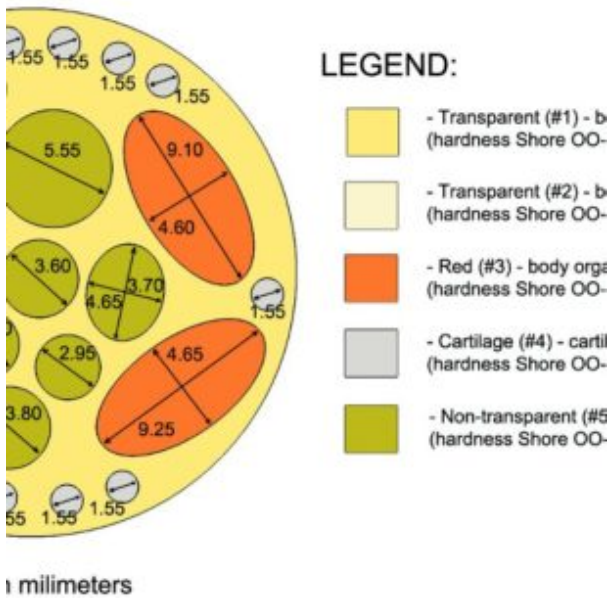 1.55
1.55
1.55
1.55
5.55
9.10
4.60
3.60
3.70
4.65
1.55
2.95
4.65
3.80
9.25
1.55
1.55
LEGEND:
- Transparent (#1) -
(hardness Shore OO-
- Transparent (#2) -
(hardness Shore OO-
- Red (#3) - body
(hardness Shore OO-
- Cartilage (#4) -
(hardness Shore OO-
- Non-transparent (#5
(hardness Shore OO-
milimeters